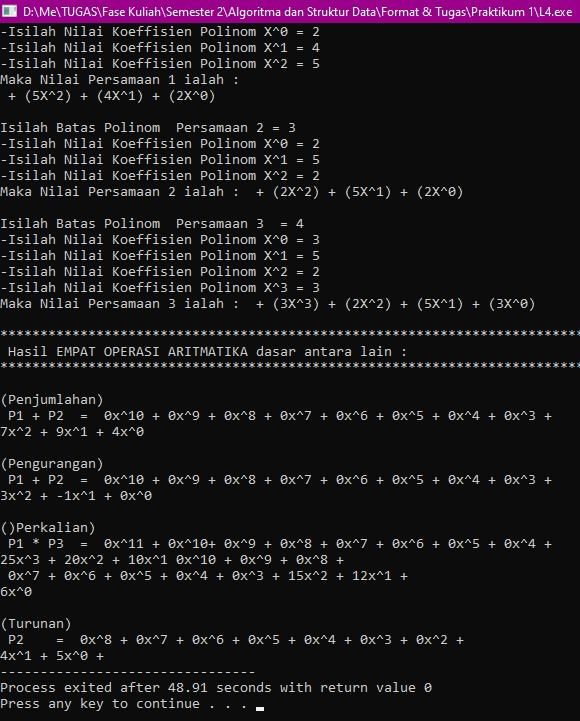 D:\Me\TUGAS\Fase Kuliah\Semester 2\Algoritma dan Struktur Data\Format & Tugas\Praktikum 1\L4.exe
-Isilah Nilai Koeffisien Polinom X^0 = 2
-Isilah Nilai Koeffisien Polinom X^1 = 4
-Isilah Nilai Koeffisien Polinom X^2 = 5
Maka Nilai Persamaan 1 ialah :
 + (5X^2) + (4X^1) + (2X^0)

Isilah Batas Polinom  Persamaan 2 = 3
-Isilah Nilai Koeffisien Polinom X^0 = 2
-Isilah Nilai Koeffisien Polinom X^1 = 5
-Isilah Nilai Koeffisien Polinom X^2 = 2
Maka Nilai Persamaan 2 ialah :  + (2X^2) + (5X^1) + (2X^0)

Isilah Batas Polinom  Persamaan 3  = 4
-Isilah Nilai Koeffisien Polinom X^0 = 3
-Isilah Nilai Koeffisien Polinom X^1 = 5
-Isilah Nilai Koeffisien Polinom X^2 = 2
-Isilah Nilai Koeffisien Polinom X^3 = 3
Maka Nilai Persamaan 3 ialah :  + (3X^3) + (2X^2) + (5X^1) + (3X^0)

*************************************************************************
 Hasil EMPAT OPERASI ARITMATIKA dasar antara lain :
*************************************************************************

(Penjumlahan)
 P1 + P2  =  0x^10 + 0x^9 + 0x^8 + 0x^7 + 0x^6 + 0x^5 + 0x^4 + 0x^3 +
7x^2 + 9x^1 + 4x^0

(Pengurangan)
 P1 + P2  =  0x^10 + 0x^9 + 0x^8 + 0x^7 + 0x^6 + 0x^5 + 0x^4 + 0x^3 +
3x^2 + -1x^1 + 0x^0

()Perkalian)
 P1 * P3  =  0x^11 + 0x^10+ 0x^9 + 0x^8 + 0x^7 + 0x^6 + 0x^5 + 0x^4 +
25x^3 + 20x^2 + 10x^1 0x^10 + 0x^9 + 0x^8 +
 0x^7 + 0x^6 + 0x^5 + 0x^4 + 0x^3 + 15x^2 + 12x^1 +
6x^0

(Turunan)
 P2    =  0x^8 + 0x^7 + 0x^6 + 0x^5 + 0x^4 + 0x^3 + 0x^2 +
4x^1 + 5x^0 +
--------------------------------
Process exited after 48.91 seconds with return value 0
Press any key to continue . . .